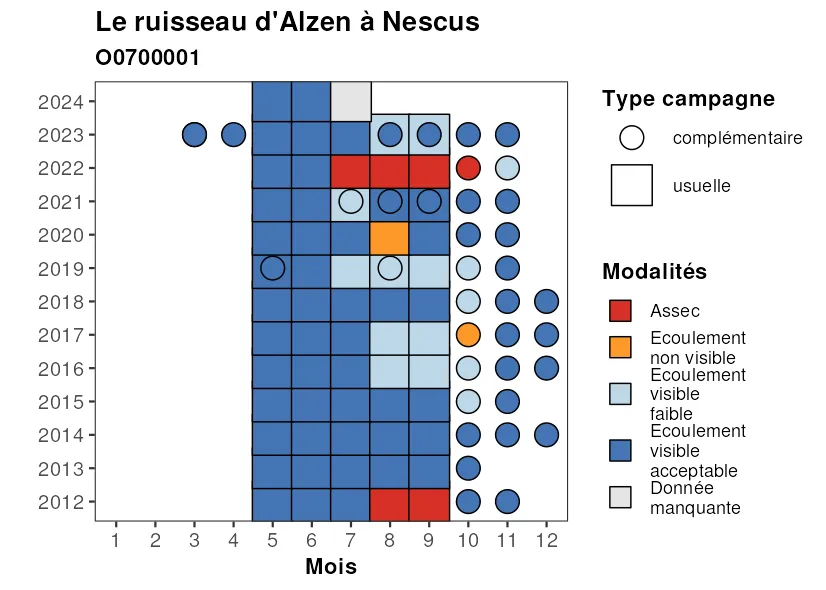 Le ruisseau d'Alzen à Nescus
O0700001
2024
2023
2022
2021
2020
2019
2018
2017
2016
2015
2014
2013
2012
1 2 3 4 5 6 7 8 9 10 11 12
Mois
Type campagne
complémentaire
usuelle
Modalités
Assec
Ecoulement
non visible
Ecoulement
visible
faible
Ecoulement
visible
acceptable
Donnée
manquante